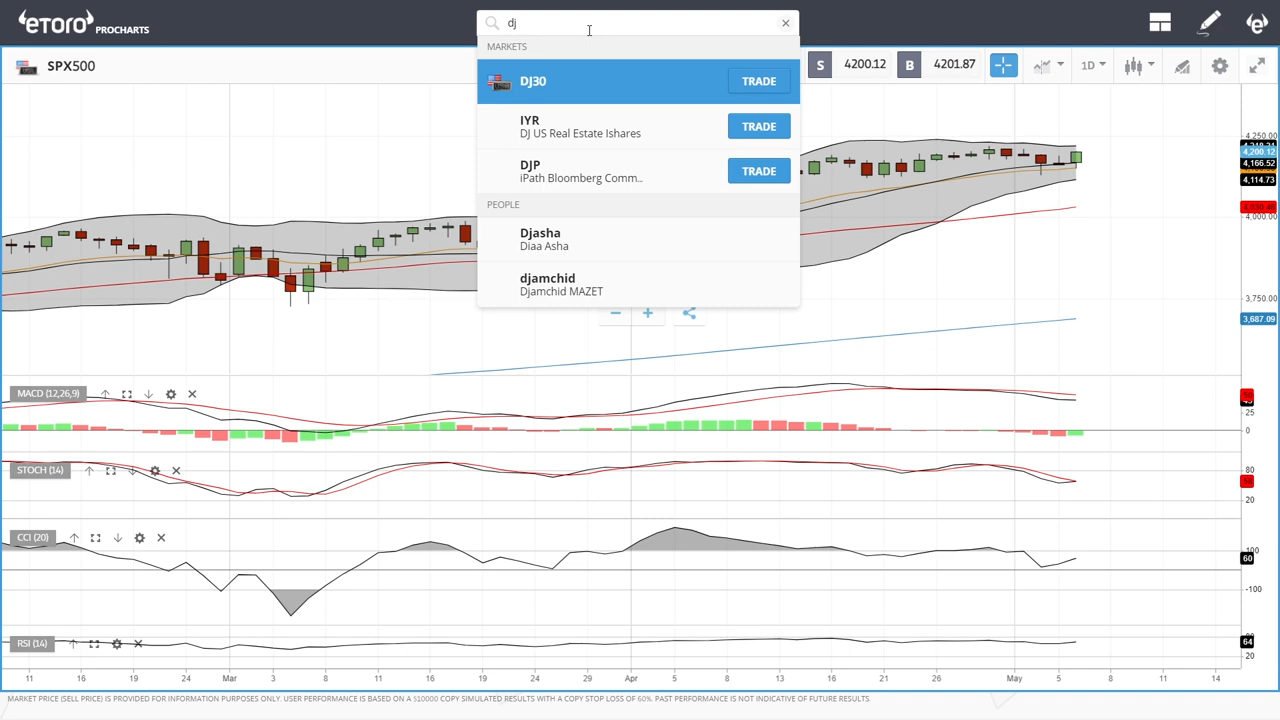 etoro PROCHARTS
dj
SPX500
S 4200.12 B 4201.87
1D
MARKETS
DJ30 TRADE
IYR
DJ US Real Estate Ishares
TRADE
DJP
iPath Bloomberg Comm..
TRADE
PEOPLE
Djasha
Diaa Asha
djamchid
Djamchid MAZET
4,250.00
4,200.12
4,166.52
4,114.73
4,000.00
3,750.00
3,687.09
MACD (12,26,9)
25
0
STOCH (14)
80
20
CCI (20)
100
60
-100
RSI (14)
64
20
11 16 19 24 Mar 3 8 11 16 19 24 29 Apr 5 8 13 16 21 26 May 5 8 11 14
MARKET PRICE (SELL PRICE) IS PROVIDED FOR INFORMATION PURPOSES ONLY. USER PERFORMANCE IS BASED ON A $10000 COPY SIMULATED RESULTS WITH A COPY STOP LOSS OF 60%. PAST PERFORMANCE IS NOT INDICATIVE OF FUTURE RESULTS.